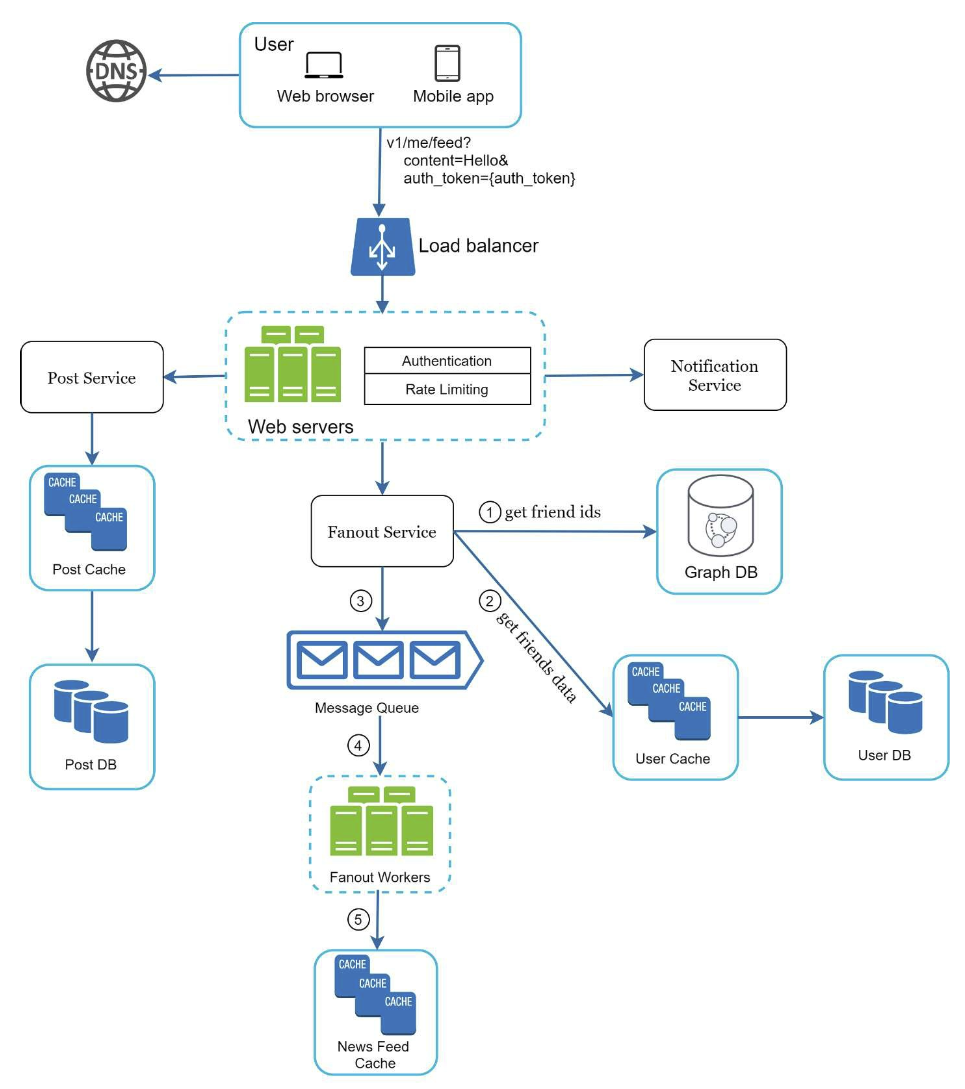 DNS
User
Web browser
Mobile app
v1/me/feed?
content=Hello&
auth_token={auth_token}
Load balancer
Post Service
Authentication
Rate Limiting
Web servers
Notification
Service
CACHE
CACHE
CACHE
Post Cache
Fanout Service
1 get friend ids
Graph DB
2 get friends data
3
Message Queue
Post DB
CACHE
CACHE
CACHE
User Cache
User DB
4
Fanout Workers
5
CACHE
CACHE
CACHE
News Feed
Cache